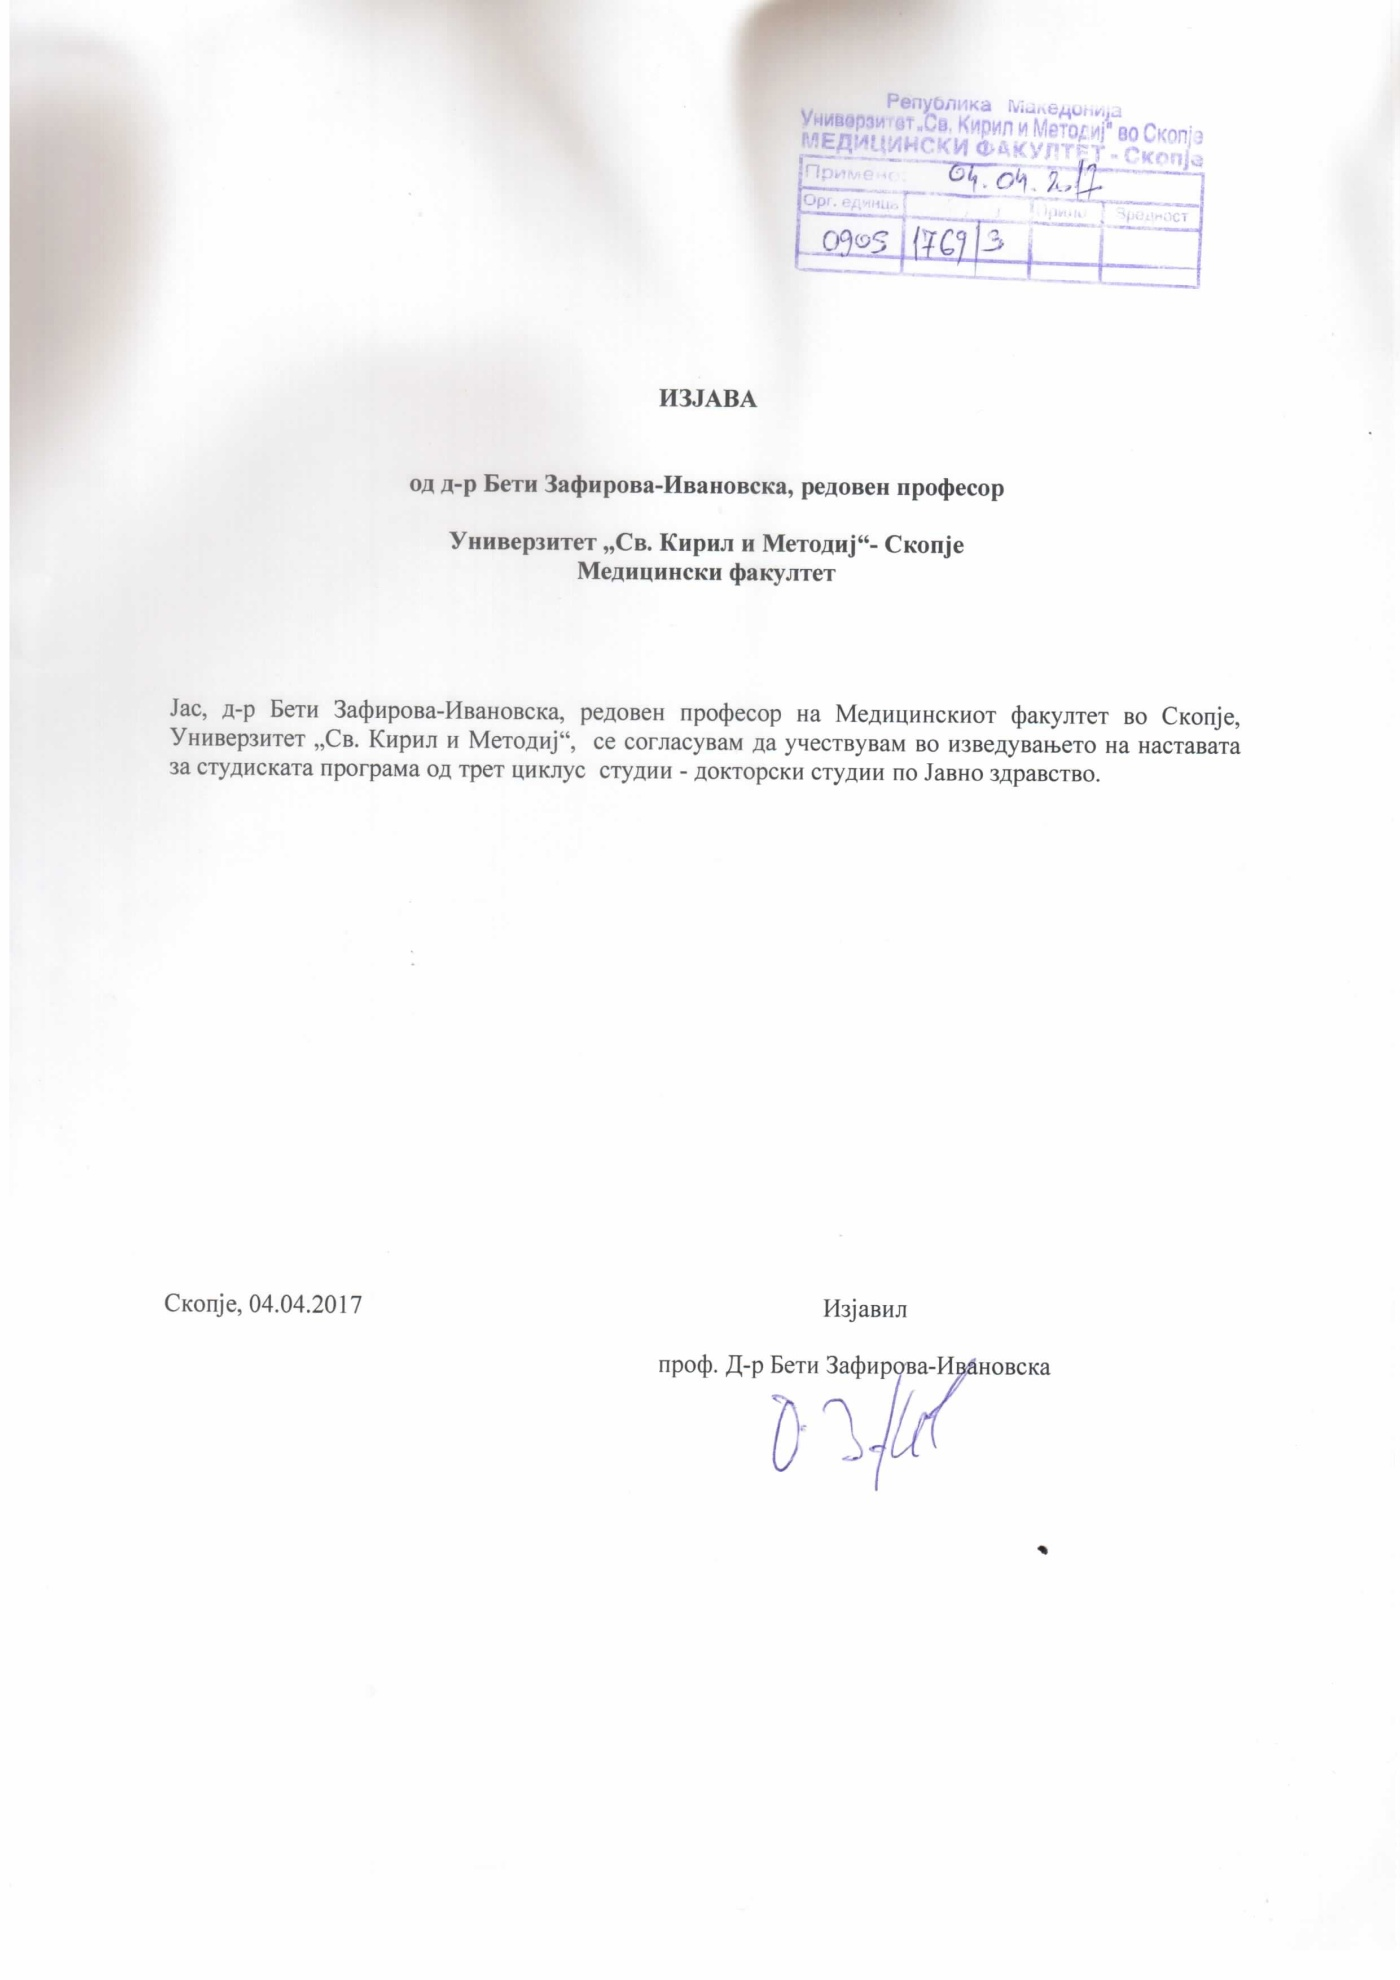 Република Македонија
Универзитет „Св. Кирил и Методиј“ во Скопје
МЕДИЦИНСКИ ФАКУЛТЕТ - Скопје
Примено: 04.04.2017
Орг. единица Вредност
0905 1769/3
ИЗЈАВА
од д-р Бети Зафирова-Ивановска, редовен професор
Универзитет „Св. Кирил и Методиј“- Скопје
Медицински факултет
Јас, д-р Бети Зафирова-Ивановска, редовен професор на Медицинскиот факултет во Скопје,
Универзитет „Св. Кирил и Методиј“, се согласувам да учествувам во изведувањето на наставата
за студиската програма од трет циклус студии - докторски студии по Јавно здравство.
Скопје, 04.04.2017
Изјавил
проф. Д-р Бети Зафирова-Ивановска